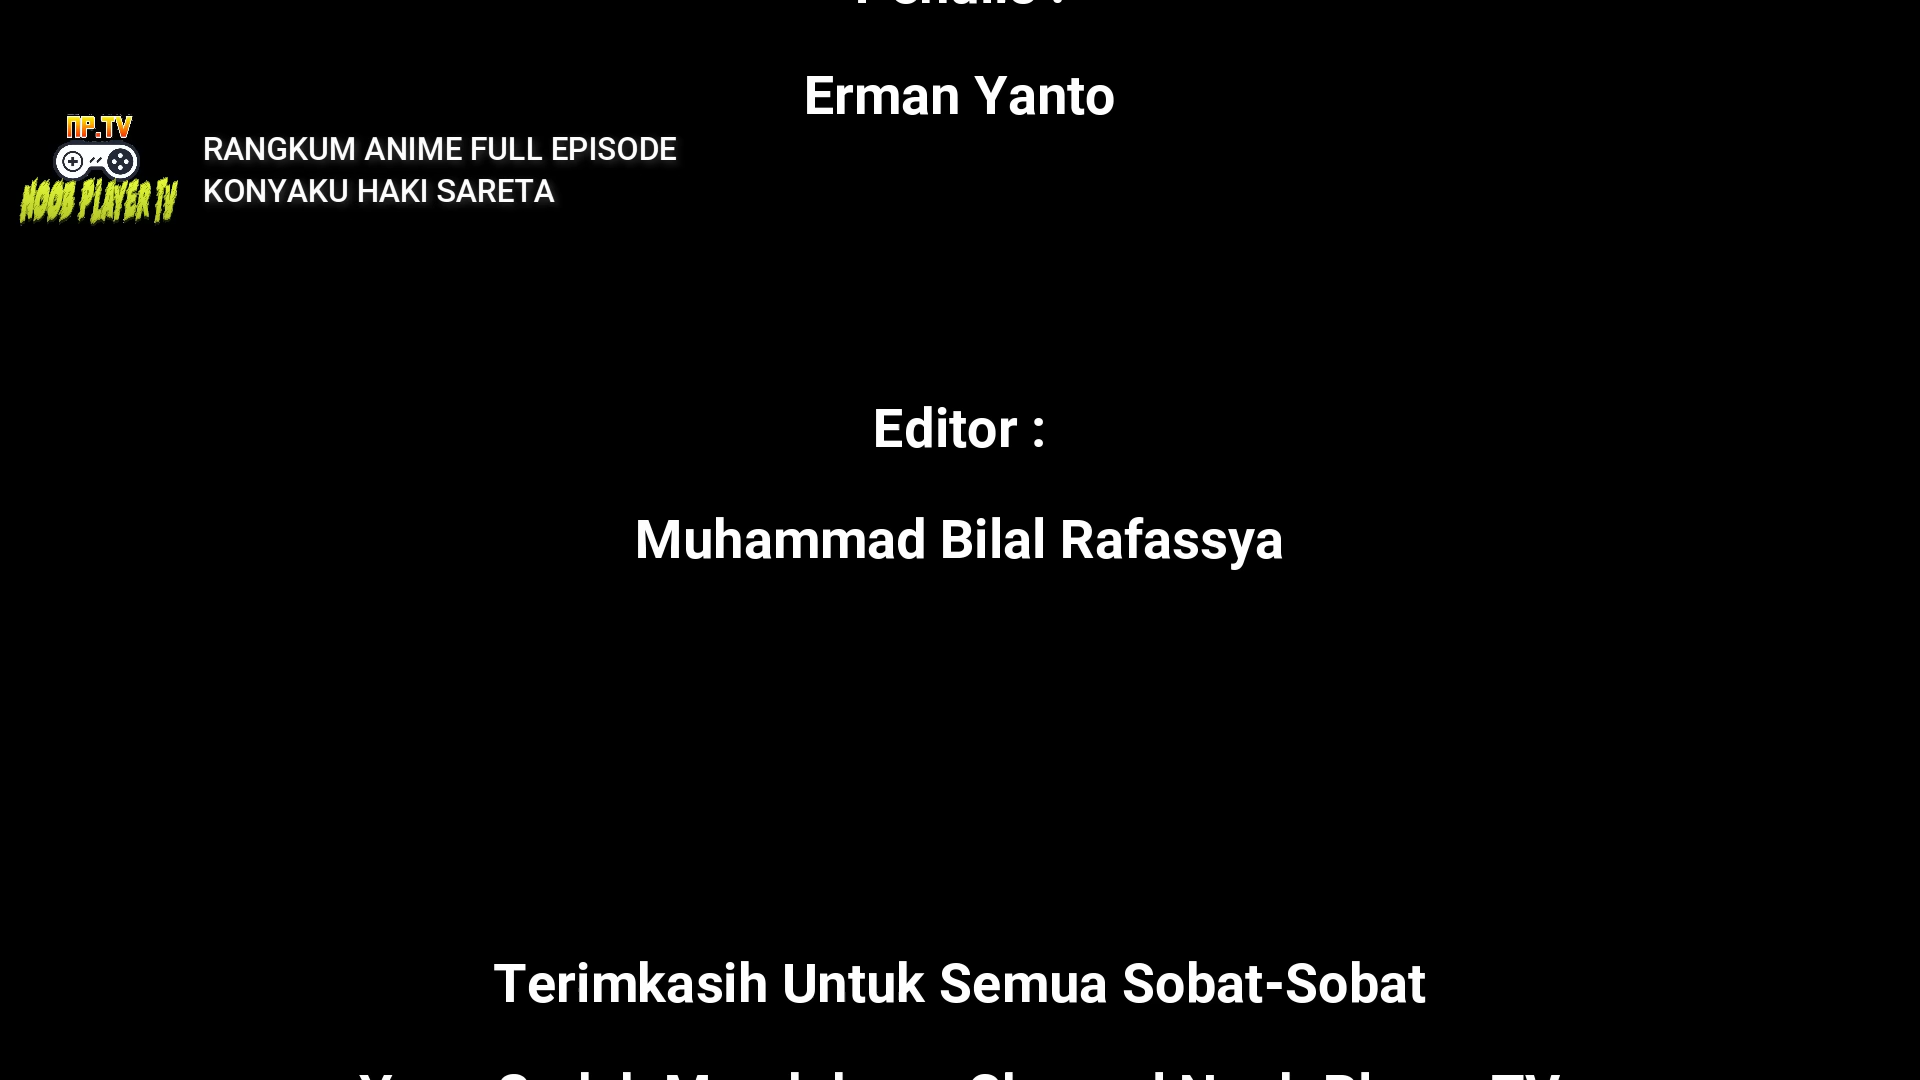 Penulis :
Erman Yanto
NP.TV
NOOB PLAYER TV
RANGKUM ANIME FULL EPISODE
KONYAKU HAKI SARETA
Editor :
Muhammad Bilal Rafassya
Terimkasih Untuk Semua Sobat-Sobat